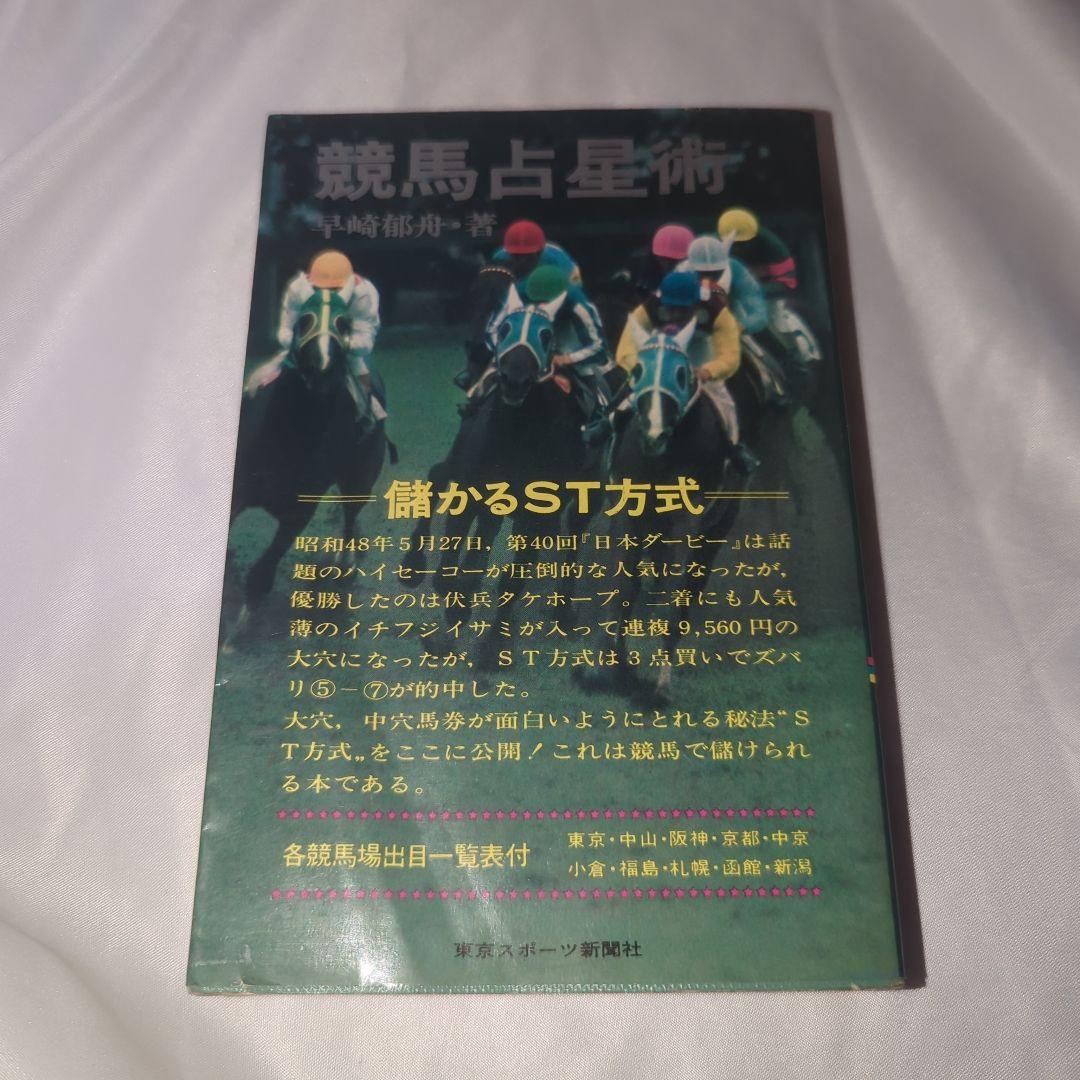 競馬占星術
早崎郁舟・著
儲かるST方式
昭和48年5月27日，第40回『日本ダービー』は話
題のハイセーコーが圧倒的な人気になったが，
優勝したのは伏兵タケホープ。二着にも人気
薄のイチフジイサミが入って連複9,560円の
大穴になったが，ST方式は3点買いでズバ
リ⑤－⑦が的中した。
大穴，中穴馬券が面白いようにとれる秘法“S
T方式„をここに公開！これは競馬で儲けられ
る本である。
各競馬場出目一覧表付
東京・中山・阪神・京都・中京
小倉・福島・札幌・函館・新潟
東京スポーツ新聞社